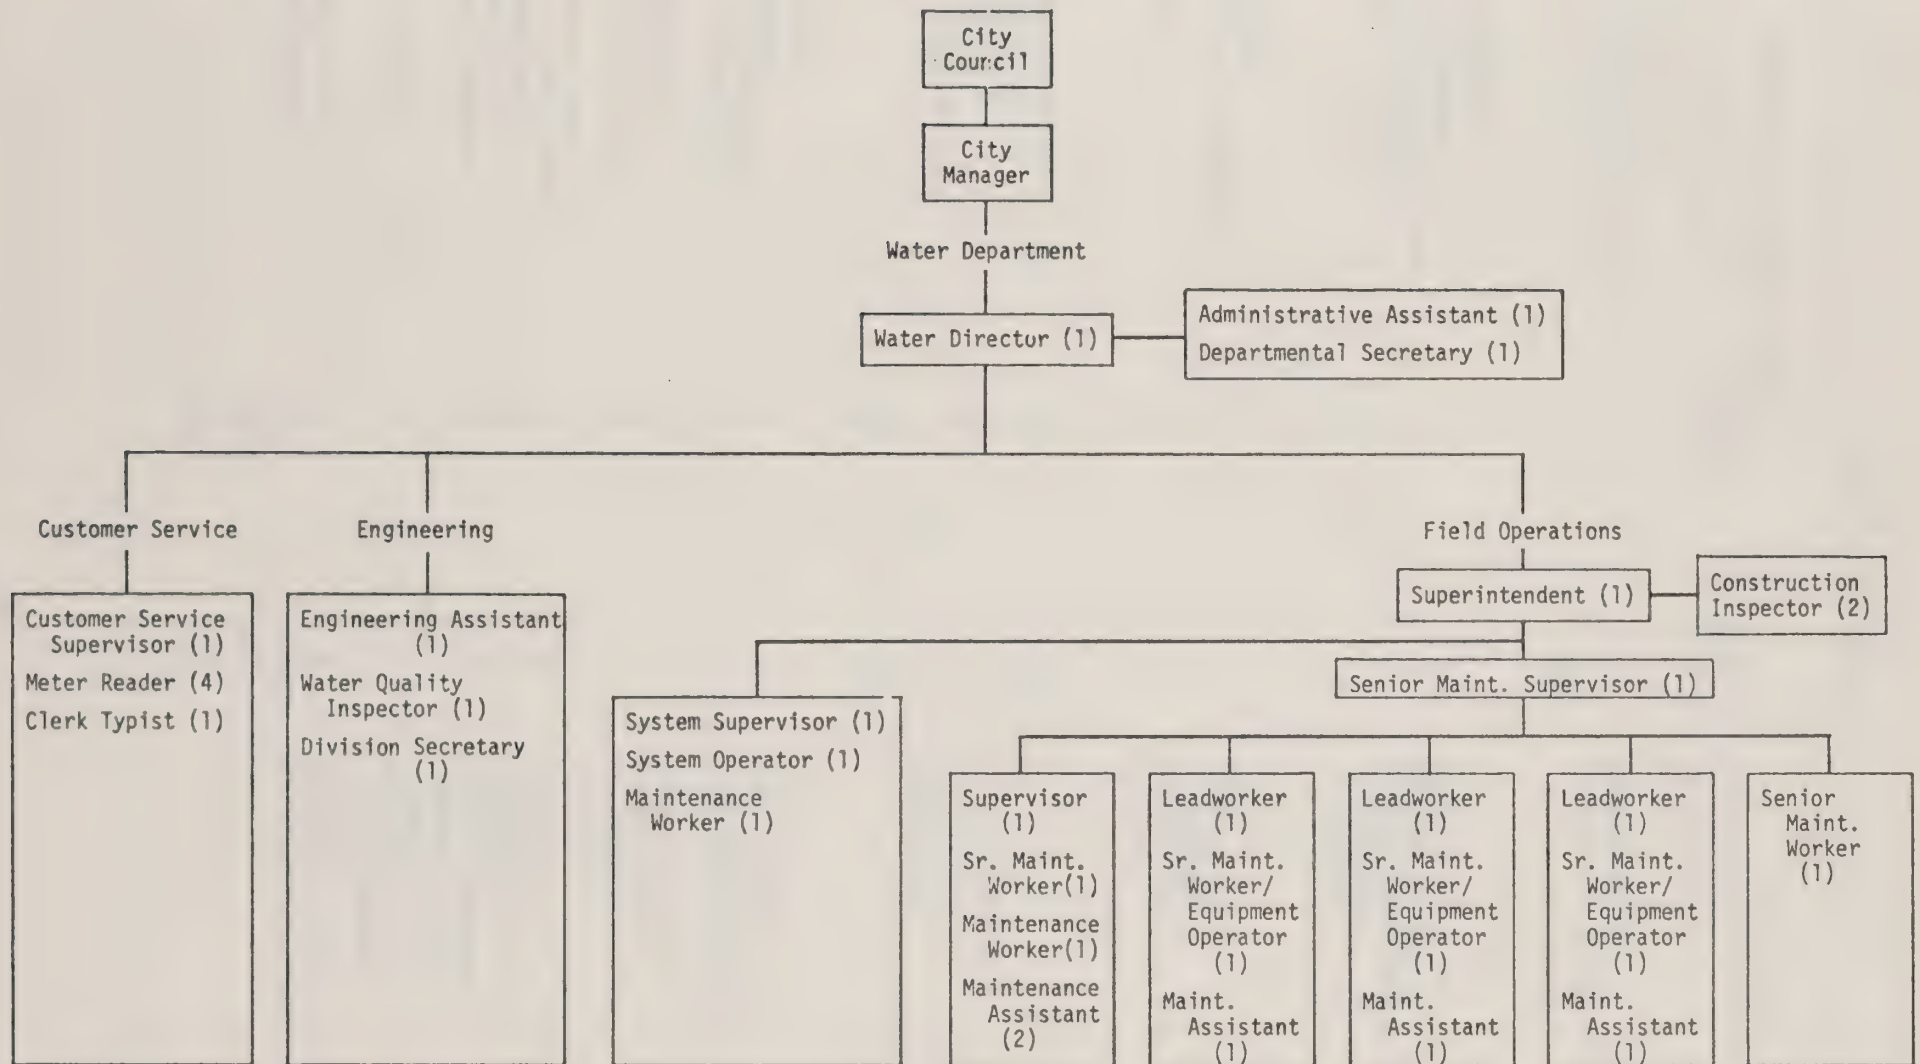 City
Council
City
Manager
Water Department
Water Director (1)
Administrative Assistant (1)
Departmental Secretary (1)
Customer Service
Engineering
Field Operations
Customer Service
Supervisor (1)
Meter Reader (4)
Clerk Typist (1)
Engineering Assistant
(1)
Water Quality
Inspector (1)
Division Secretary
(1)
Superintendent (1)
Construction
Inspector (2)
Senior Maint. Supervisor (1)
System Supervisor (1)
System Operator (1)
Maintenance
Worker (1)
Supervisor
(1)
Sr. Maint.
Worker(1)
Maintenance
Worker(1)
Maintenance
Assistant
(2)
Leadworker
(1)
Sr. Maint.
Worker/
Equipment
Operator
(1)
Maint.
Assistant
(1)
Leadworker
(1)
Sr. Maint.
Worker/
Equipment
Operator
(1)
Maint.
Assistant
(1)
Leadworker
(1)
Sr. Maint.
Worker/
Equipment
Operator
(1)
Maint.
Assistant
(1)
Senior
Maint.
Worker
(1)